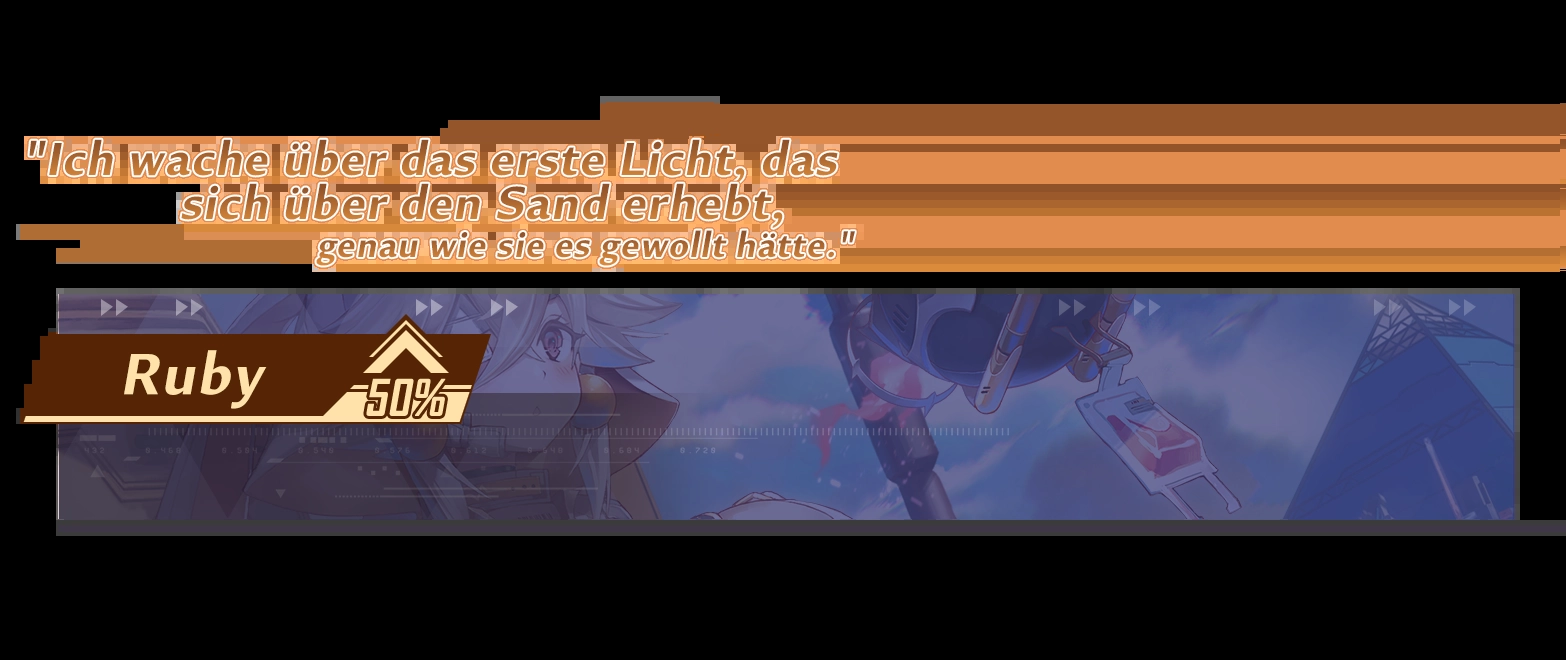 "Ich wache über das erste Licht, das
sich über den Sand erhebt,
genau wie sie es gewollt hätte."
Ruby
50%